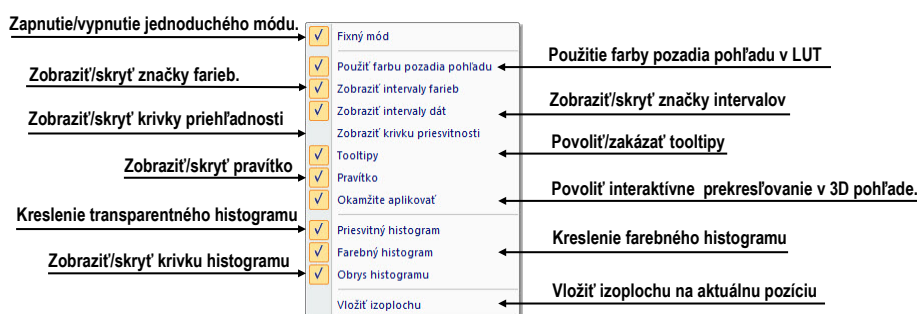 Zapnutie/vypnutie jednoduchého módu.
Fixný mód
Použiť farbu pozadia pohľadu
Použitie farby pozadia pohľadu v LUT
Zobraziť/skryť značky farieb.
Zobraziť intervaly farieb
Zobraziť intervaly dát
Zobraziť/skryť značky intervalov
Zobraziť/skryť krivky priehľadnosti
Zobraziť krivku priesvitnosti
Tooltipy
Povoliť/zakázať tooltipy
Zobraziť/skryť pravítko
Pravítko
Okamžite aplikovať
Povoliť interaktívne prekresľovanie v 3D pohľade.
Kreslenie transparentného histogramu
Priesvitný histogram
Farebný histogram
Kreslenie farebného histogramu
Zobraziť/skryť krivku histogramu
Obrys histogramu
Vložiť izoplochu
Vložiť izoplochu na aktuálnu pozíciu